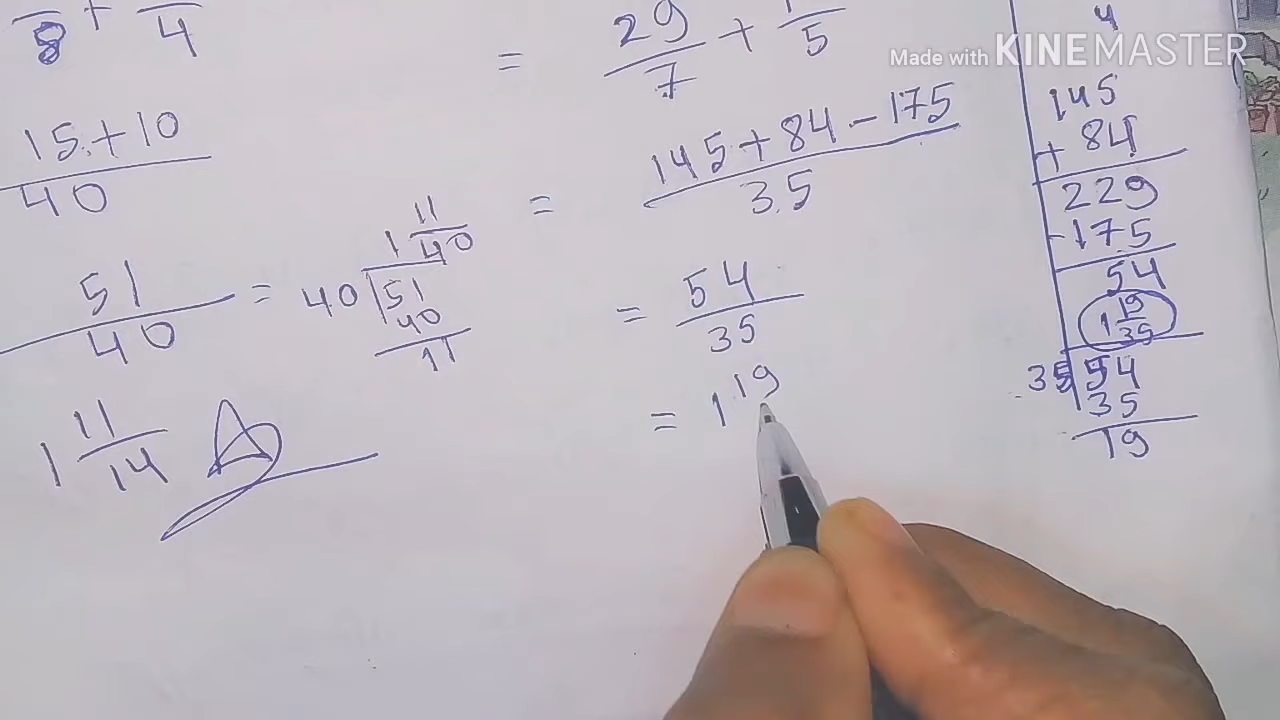 8 + 4
15 + 10
40
51/40 = 40 51 1 11/40
40
11
1 11/14 A
= 29/7 + 1/5
= 145 + 84 - 175
35
= 54/35
= 1 19
4
145
+ 84
229
- 175
54
1 19/35
35 54
35
19
Made with KINEMASTER